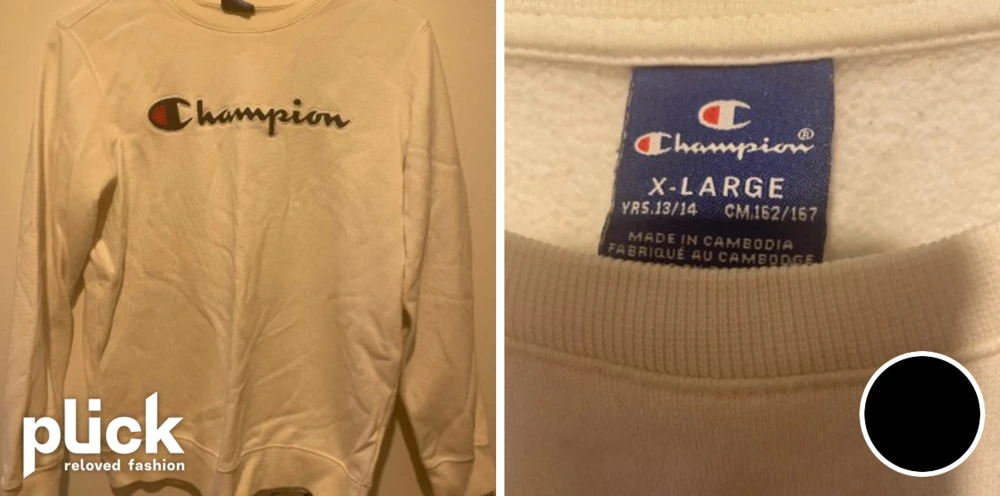 Champion
plick
reloved fashion
Champion®
X-LARGE
YRS.13/14 CM.162/167
MADE IN CAMBODIA
FABRIQUÉ AU CAMBODGE